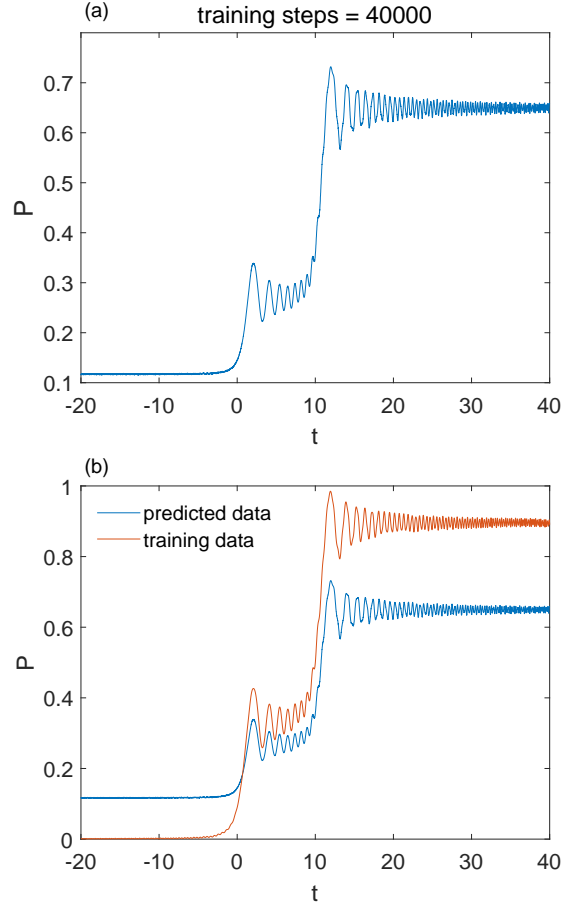 (a)
training steps = 40000
0.7
0.6
0.5
0.4
0.3
0.2
0.1
P
-20 -10 0 10 20 30 40
t
(b)
1
0.8
0.6
0.4
0.2
0
P
predicted data
training data
-20 -10 0 10 20 30 40
t